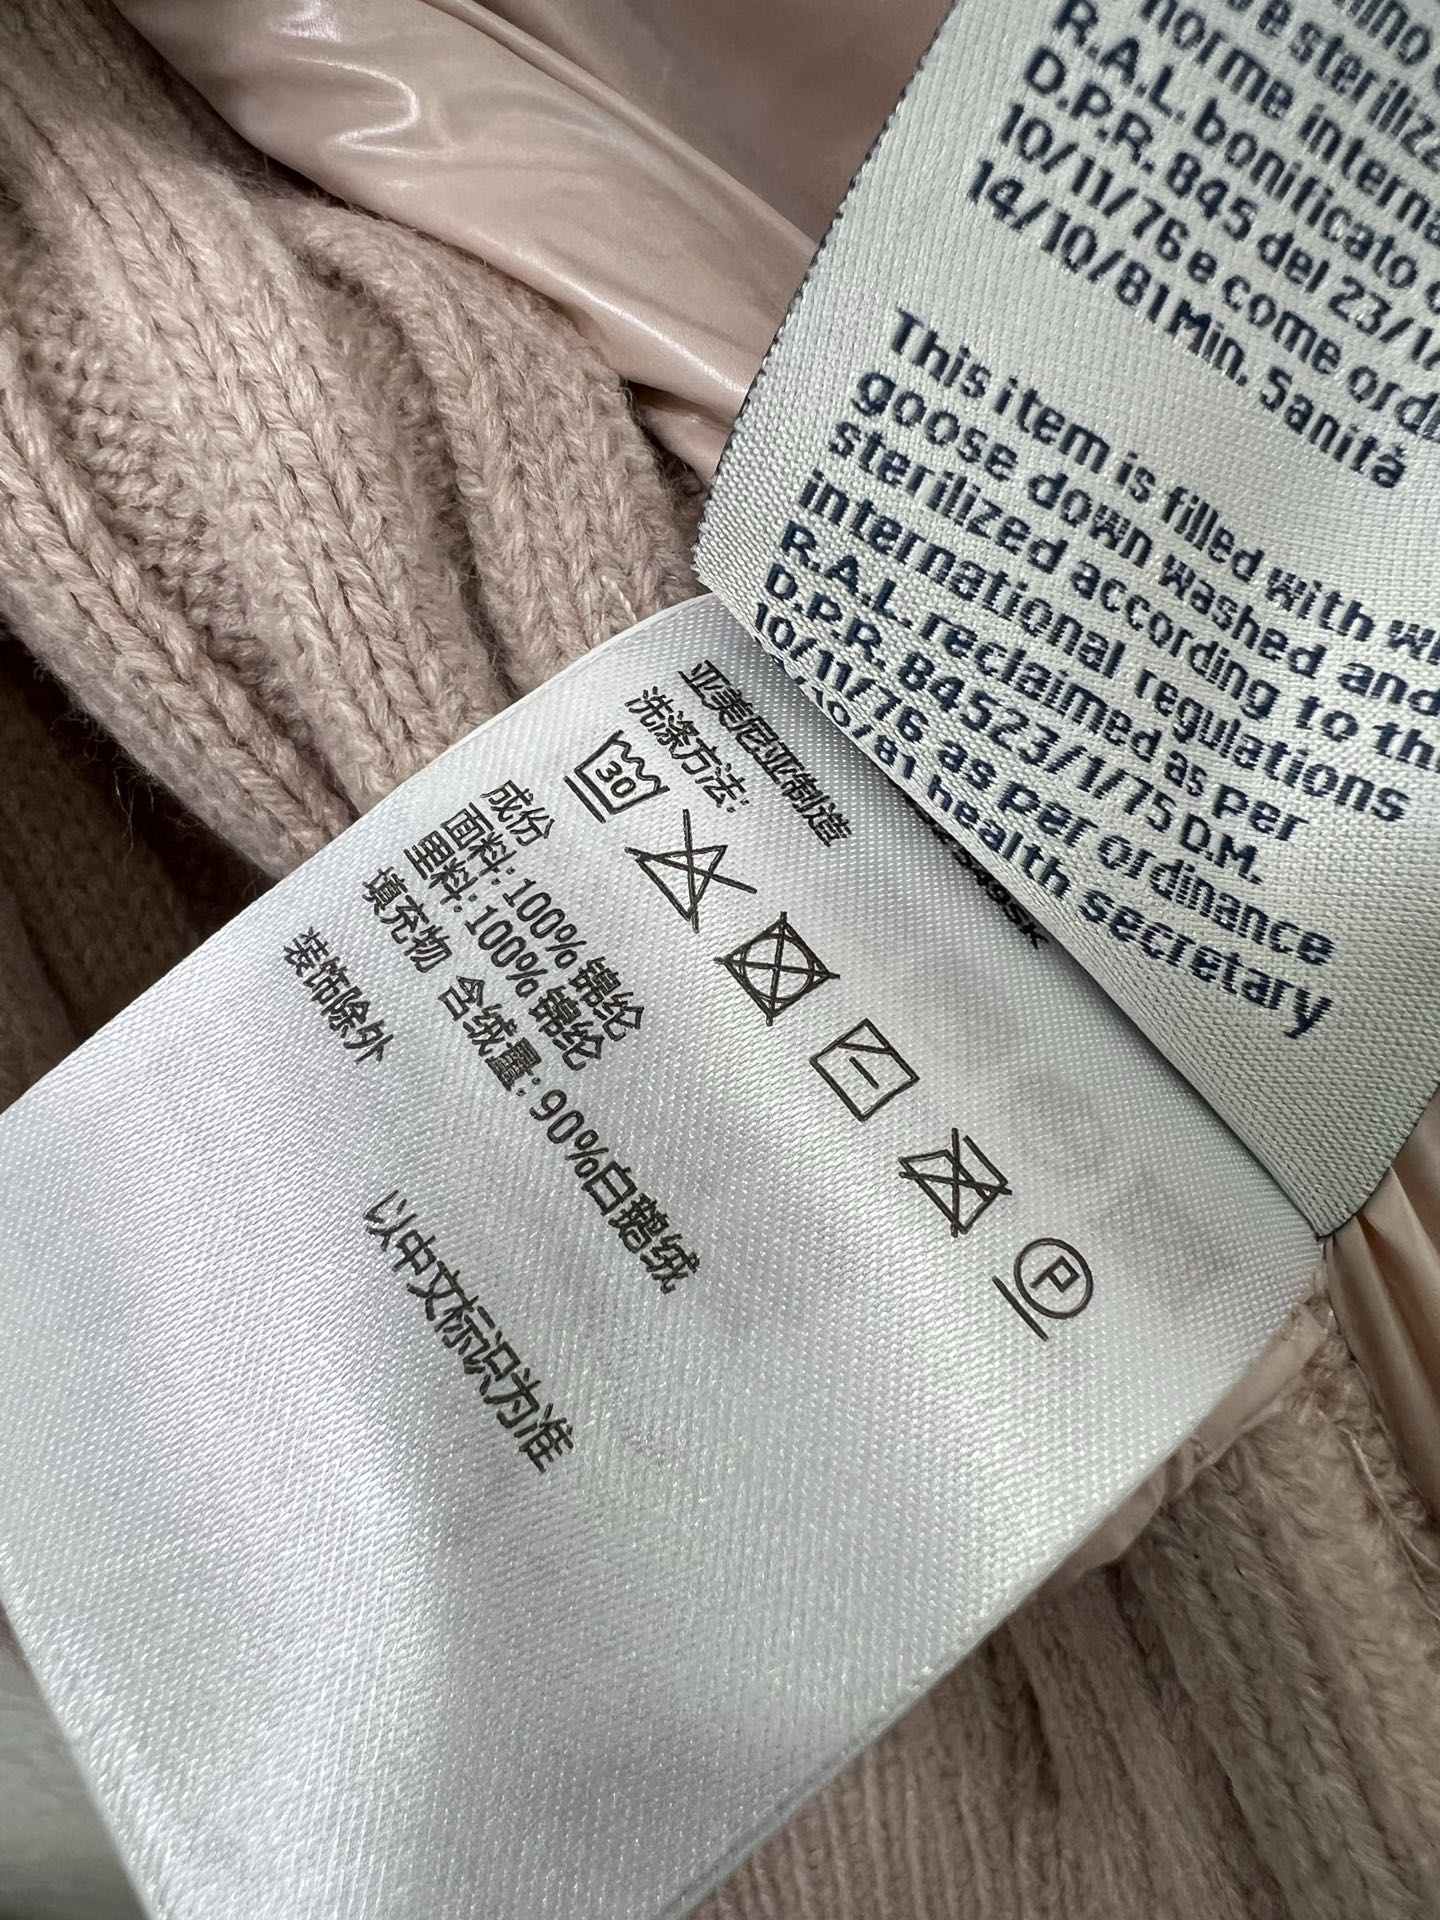 R.A.L. bonificato
D.P.R. 845 del 23/1/
10/11/76 e come ordi
14/10/81 Min. Sanità
This item is filled with
goose down washed and
sterilized according to th
international regulations
R.A.L. reclaimed as per
D.P.R. 84523/1/75 D.M.
10/11/76 as per ordinance
/10/81 health secretary
亚美尼亚制造
洗涤方法:
30
P
成份
面料:100% 锦纶
里料:100% 锦纶
填充物 含绒量:90%白鹅绒
装饰除外
以中文标识为准